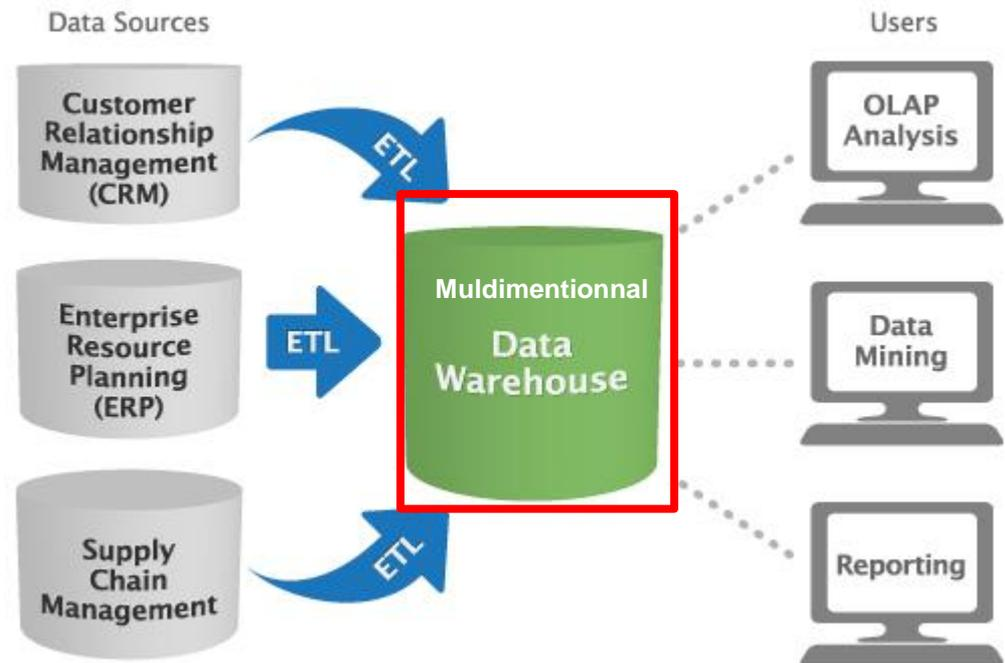 Data Sources
Users
Customer
Relationship
Management
(CRM)
ETL
OLAP
Analysis
Enterprise
Resource
Planning
(ERP)
ETL
Muldimentionnal
Data
Warehouse
Data
Mining
Supply
Chain
Management
ETL
Reporting